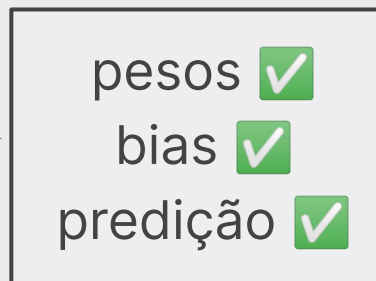 pesos ✅
bias ✅
predição ✅